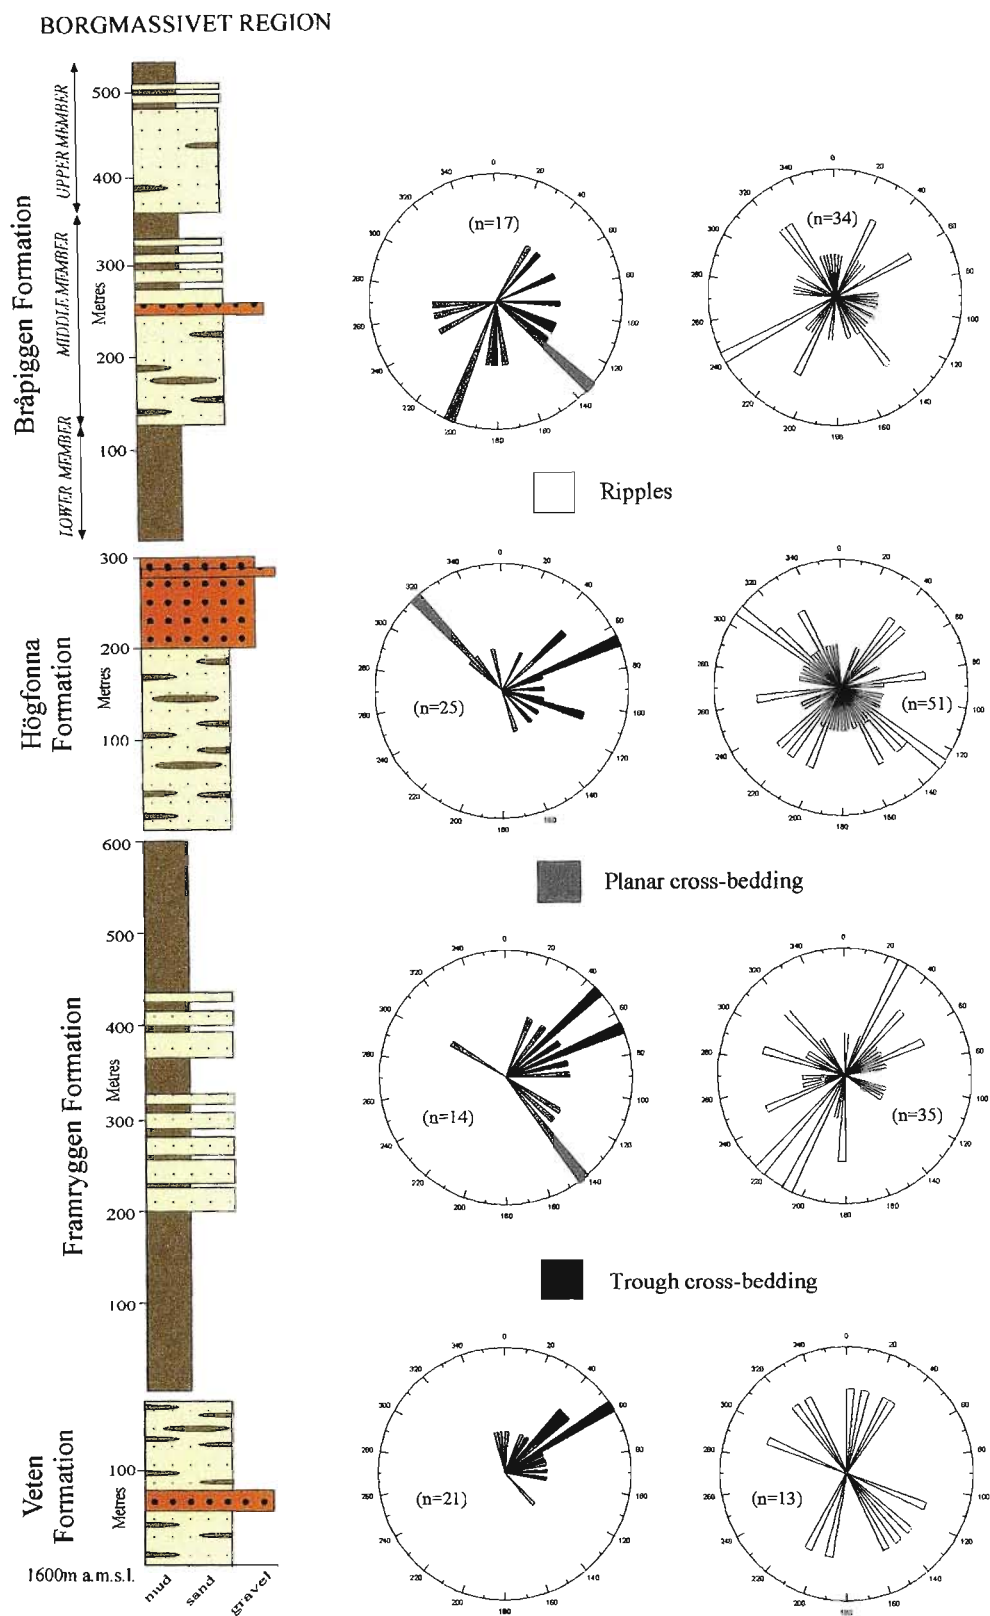 BORGMASSIVET REGION
Bråpiggen Formation
UPPER MEMBER
MIDDLE MEMBER
LOWER MEMBER
Metres
500
400
300
200
100
(n=17)
(n=34)
Ripples
Högfonna
Formation
Metres
300
200
100
(n=25)
(n=51)
Planar cross-bedding
Framryggen Formation
Metres
600
500
400
300
200
100
(n=14)
(n=35)
Trough cross-bedding
Veten
Formation
Metres
100
(n=21)
(n=13)
1600m a.m.s.l.
mud
sand
gravel